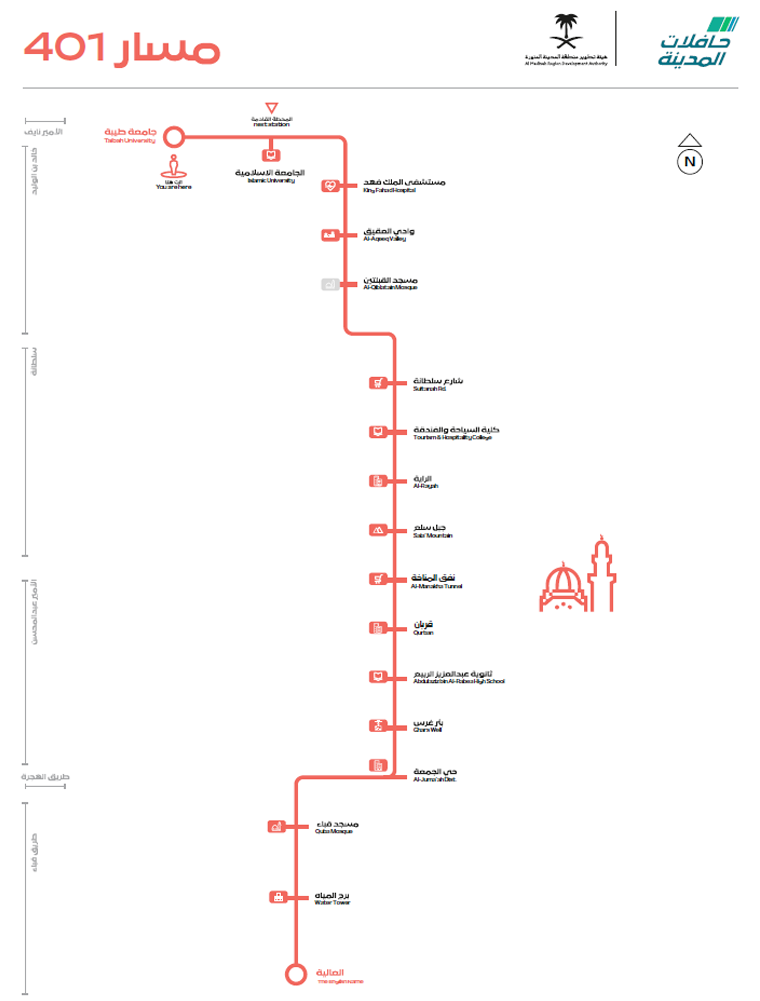 مسار 401
هيئة تطوير منطقة المدينة المنورة
Al Madinah Region Development Authority
حافلات
المدينة
الأمير نايف
خالد بن الوليد
سلطانة
الأمير عبدالمحسن
طريق الهجرة
طريق قباء
جامعة طيبة
Taibah University
أنت هنا
You are here
المحطة القادمة
next station
الجامعة الاسلامية
Islamic University
N
مستشفى الملك فهد
King Fahad Hospital
وادي العقيق
Al-Aqeeq Valley
مسجد القبلتين
Al-Qiblatain Mosque
شارع سلطانة
Sultanah Rd.
كلية السياحة والفندقة
Tourism & Hospitality College
الراية
Al-Rayah
جبل سلع
Sala' Mountain
نفق المناخة
Al-Manakha Tunnel
قربان
Qurban
ثانوية عبدالعزيز الربيع
Abdulaziz bin Al-Rabea High School
بئر غرس
Ghars Well
حي الجمعة
Al-Juma'ah Dist.
مسجد قباء
Quba Mosque
برج المياه
Water Tower
العالية